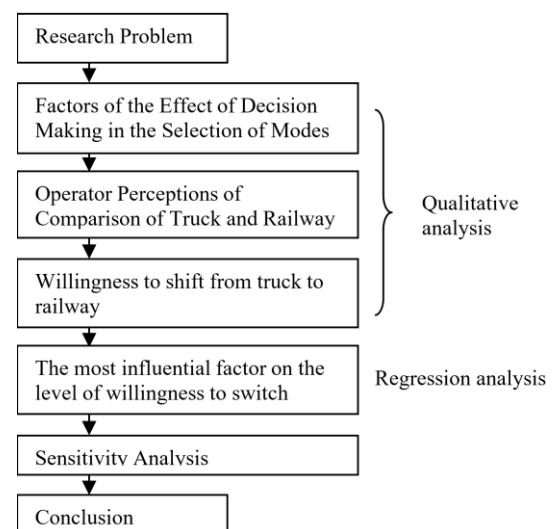 Research Problem
Factors of the Effect of Decision
Making in the Selection of Modes
Operator Perceptions of
Comparison of Truck and Railway
Qualitative
analysis
Willingness to shift from truck to
railway
The most influential factor on the
level of willingness to switch
Regression analysis
Sensitivity Analysis
Conclusion